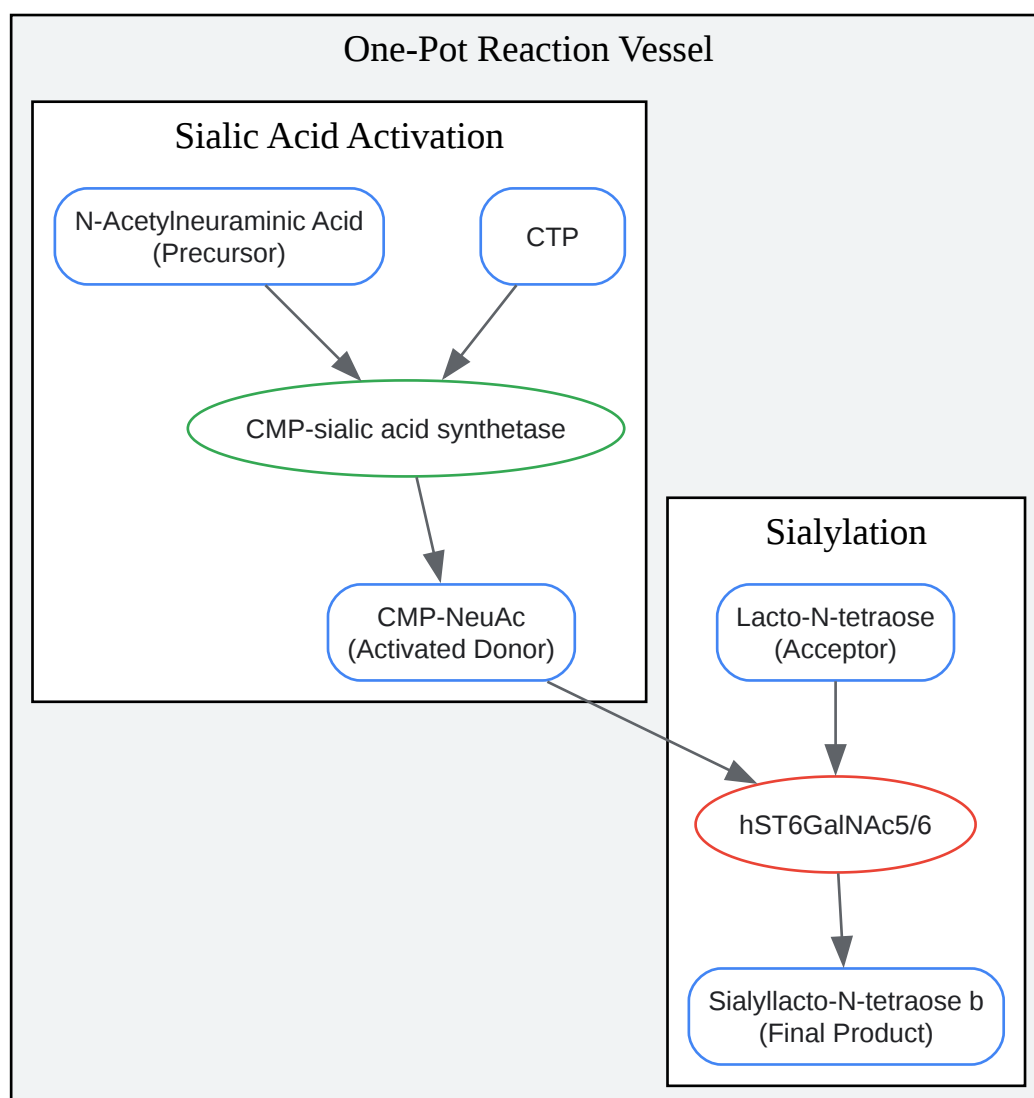 One-Pot Reaction Vessel
Sialic Acid Activation
N-Acetylneuraminic Acid
(Precursor)
CTP
CMP-sialic acid synthetase
CMP-NeuAc
(Activated Donor)
Sialylation
Lacto-N-tetraose
(Acceptor)
hST6GalNAc5/6
Sialyllacto-N-tetraose b
(Final Product)